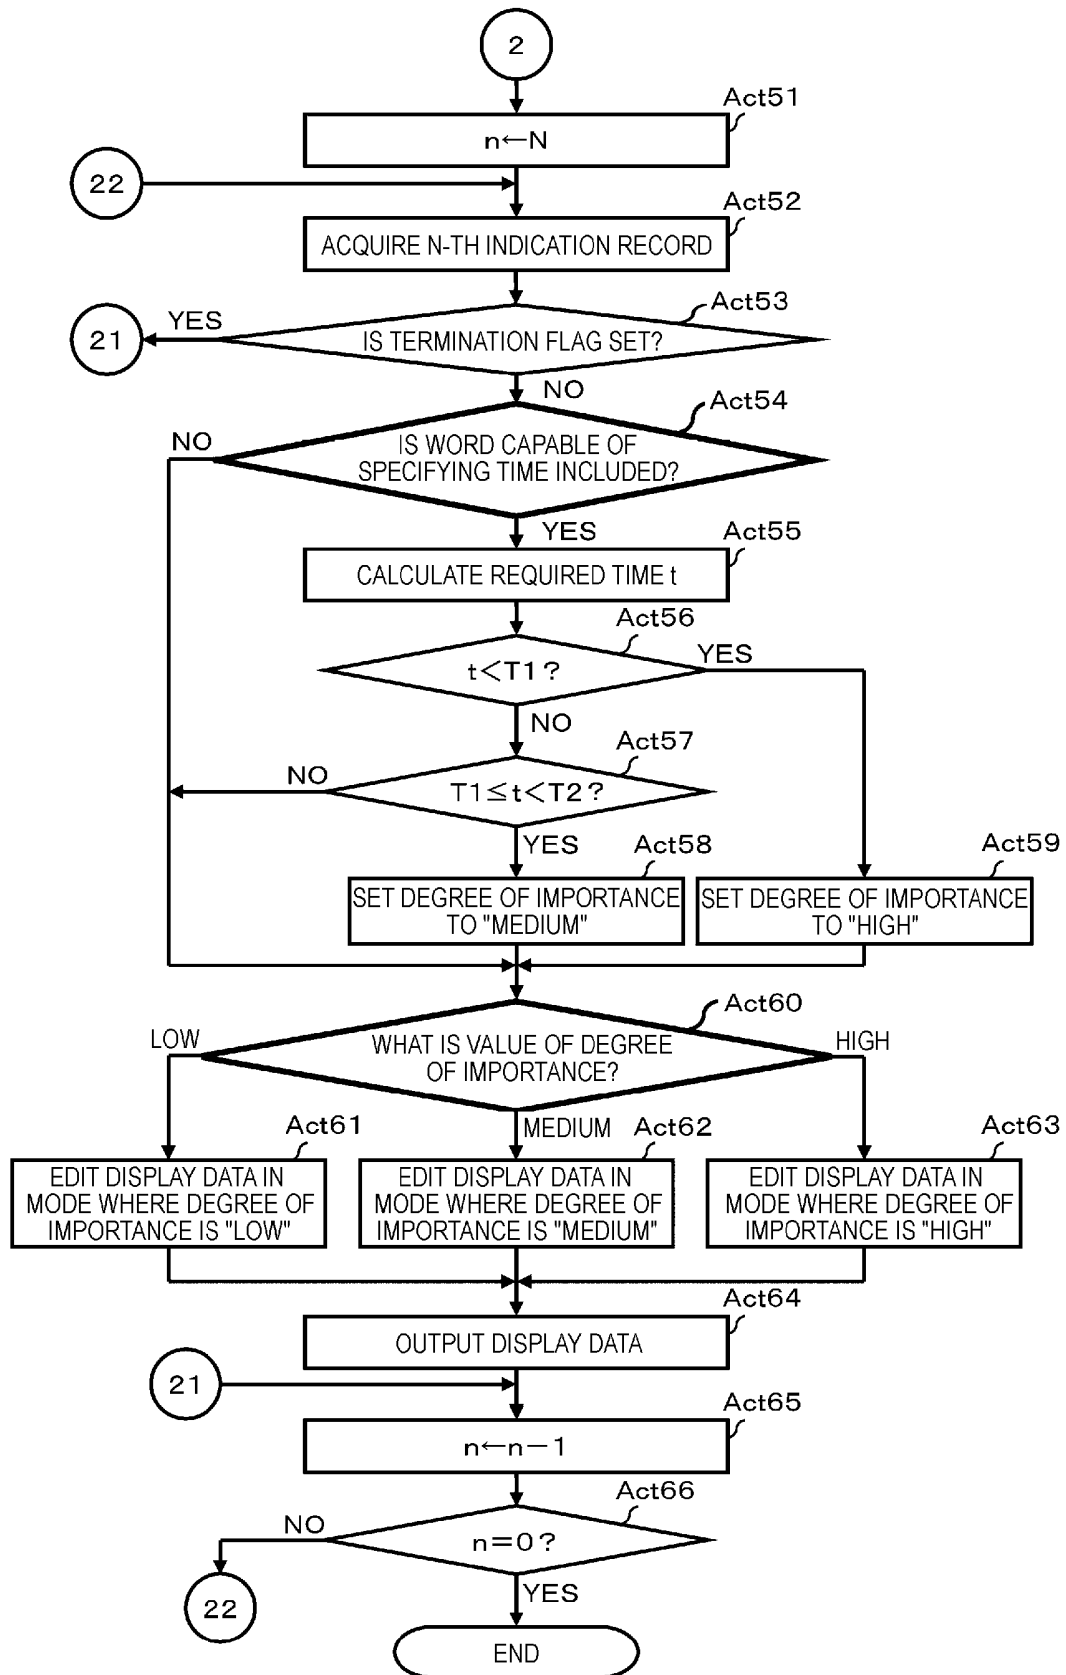 2
Act51
n←N
22
Act52
ACQUIRE N-TH INDICATION RECORD
Act53
YES
21
IS TERMINATION FLAG SET?
NO
Act54
NO
IS WORD CAPABLE OF
SPECIFYING TIME INCLUDED?
YES
Act55
CALCULATE REQUIRED TIME t
Act56
YES
t<T1?
NO
Act57
NO
T1≦t<T2?
YES
Act58
Act59
SET DEGREE OF IMPORTANCE
TO "MEDIUM"
SET DEGREE OF IMPORTANCE
TO "HIGH"
Act60
LOW
WHAT IS VALUE OF DEGREE
OF IMPORTANCE?
HIGH
MEDIUM
Act61
Act62
Act63
EDIT DISPLAY DATA IN
MODE WHERE DEGREE OF
IMPORTANCE IS "LOW"
EDIT DISPLAY DATA IN
MODE WHERE DEGREE OF
IMPORTANCE IS "MEDIUM"
EDIT DISPLAY DATA IN
MODE WHERE DEGREE OF
IMPORTANCE IS "HIGH"
Act64
OUTPUT DISPLAY DATA
21
Act65
n←n−1
Act66
NO
n=0?
22
YES
END